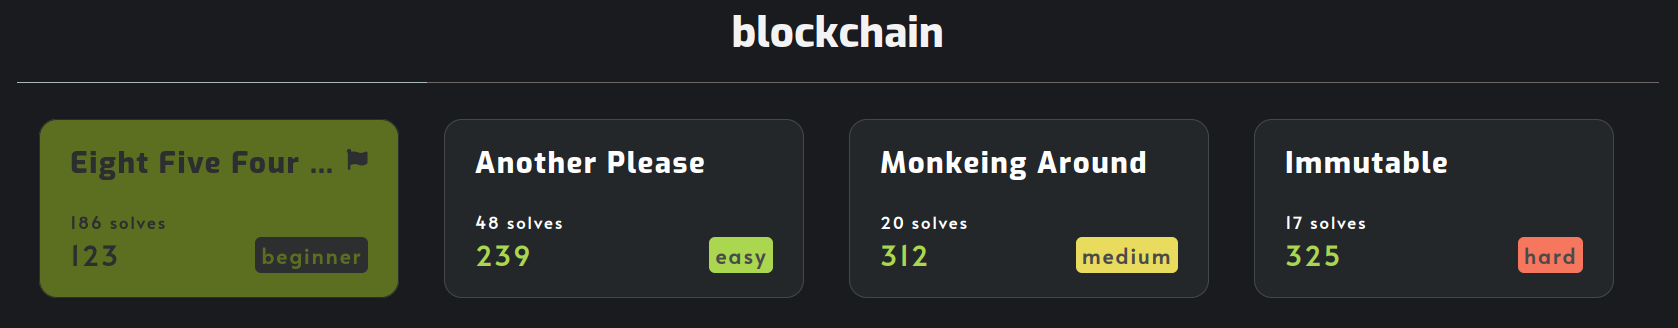 blockchain
Eight Five Four ...
186 solves
123
beginner
Another Please
48 solves
239
easy
Monkeing Around
20 solves
312
medium
Immutable
17 solves
325
hard